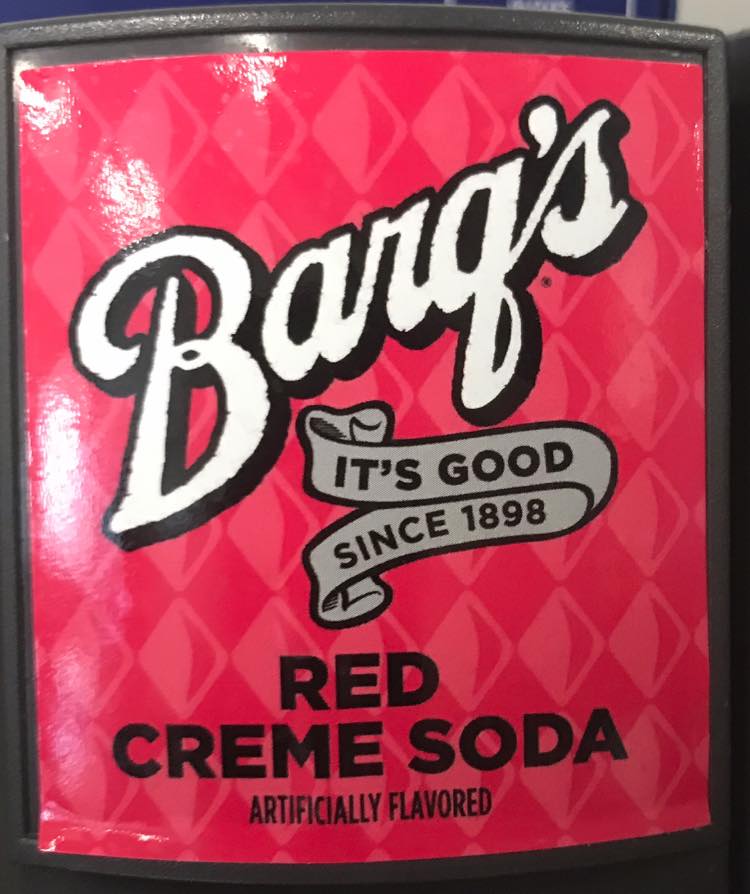 Barq's
IT'S GOOD
SINCE 1898
RED
CREME SODA
ARTIFICIALLY FLAVORED